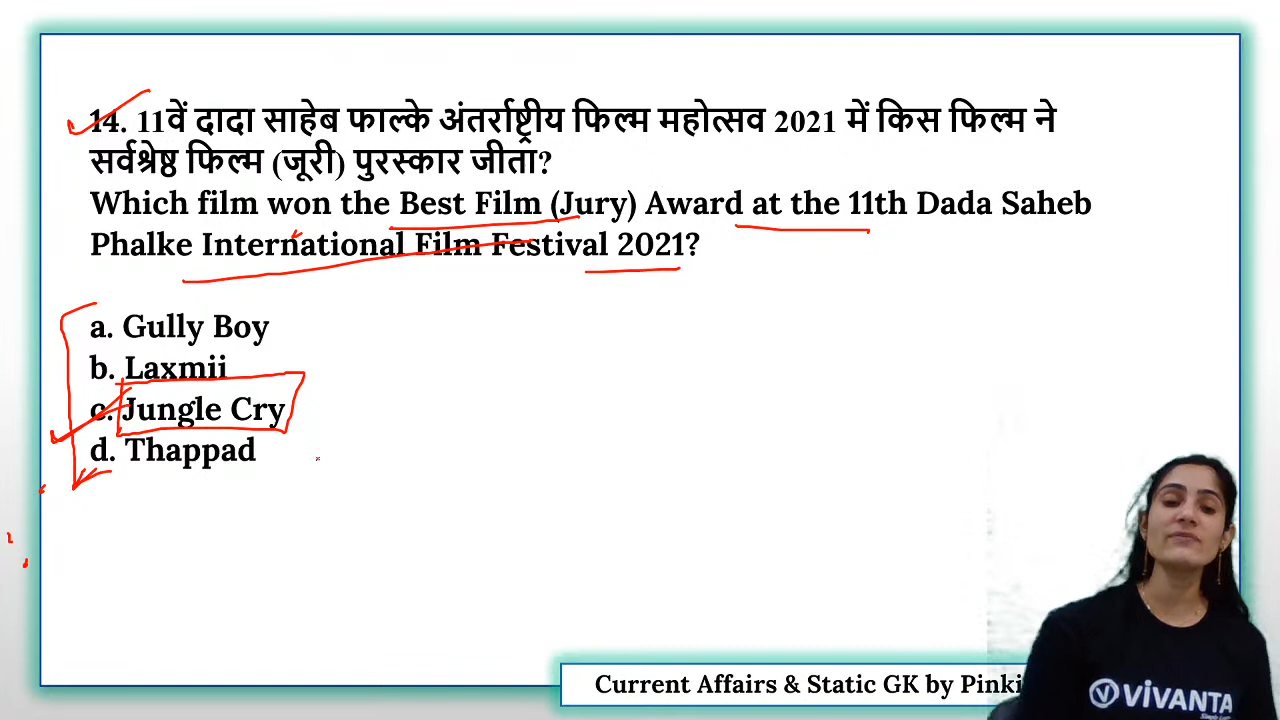 14. 11वें दादा साहेब फाल्के अंतर्राष्ट्रीय फिल्म महोत्सव 2021 में किस फिल्म ने
सर्वश्रेष्ठ फिल्म (जूरी) पुरस्कार जीता?
Which film won the Best Film (Jury) Award at the 11th Dada Saheb
Phalke International Film Festival 2021?
a. Gully Boy
b. Laxmii
c. Jungle Cry
d. Thappad
Current Affairs & Static GK by Pinki
VIVANTA